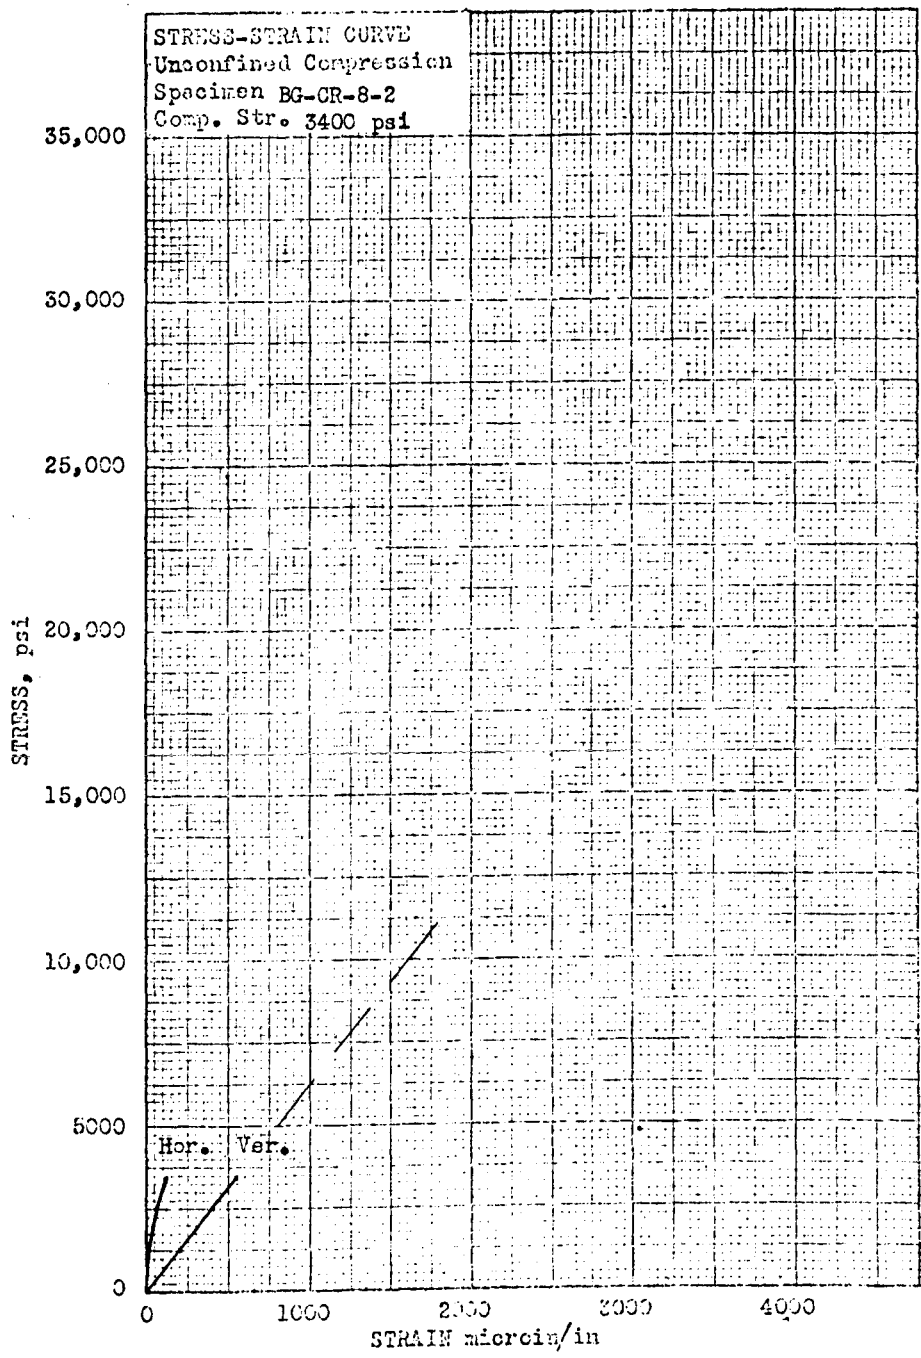 STRESS-STRAIN CURVE
Unconfined Compression
Specimen BG-CR-8-2
Comp. Str. 3400 psi
35,000
30,000
25,000
20,000
15,000
10,000
5000
0
STRESS, psi
Hor. Ver.
0 1000 2000 3000 4000
STRAIN microin/in